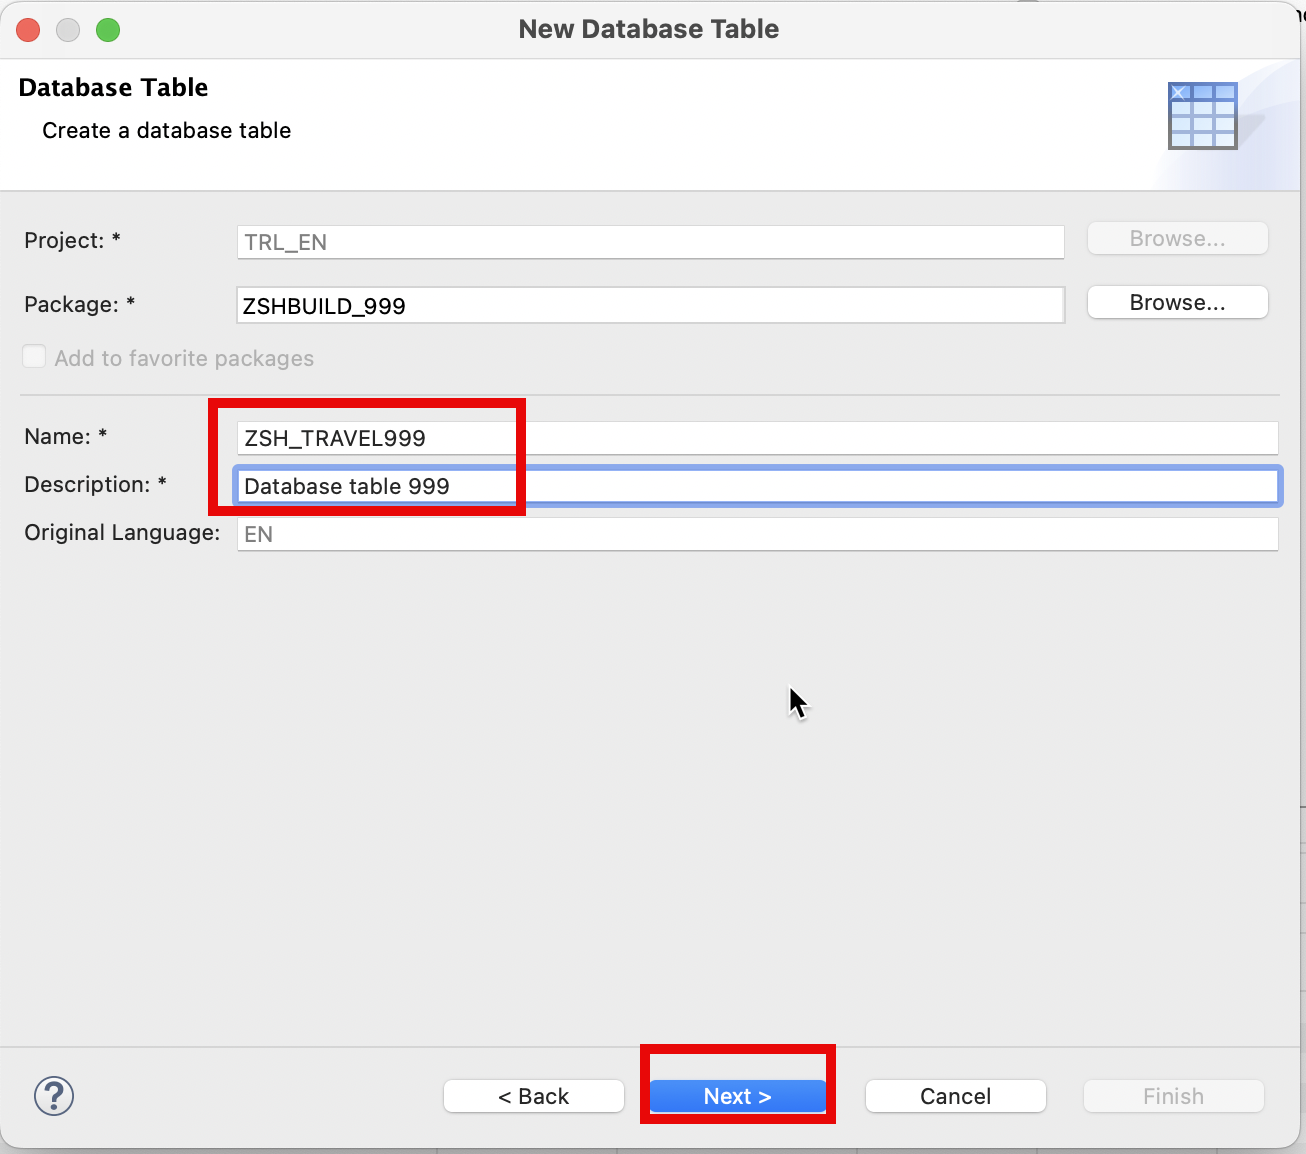 New Database Table
Database Table
Create a database table
Project: * TRL_EN Browse...
Package: * ZSHBUILD_999 Browse...
Add to favorite packages
Name: * ZSH_TRAVEL999
Description: * Database table 999
Original Language: EN
? < Back Next > Cancel Finish